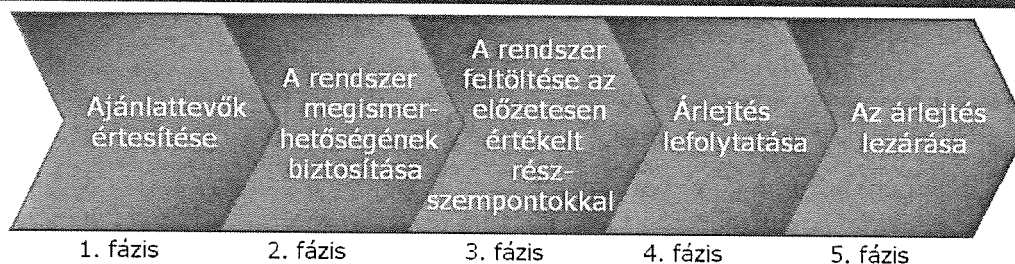 Ajánlattevők
értesítése
A rendszer
megismer-
hetőségének
biztosítása
A rendszer
feltöltése az
előzetesen
értékelt
rész-
szempontokkal
Árlejtés
lefolytatása
Az árlejtés
lezárása
1. fázis
2. fázis
3. fázis
4. fázis
5. fázis